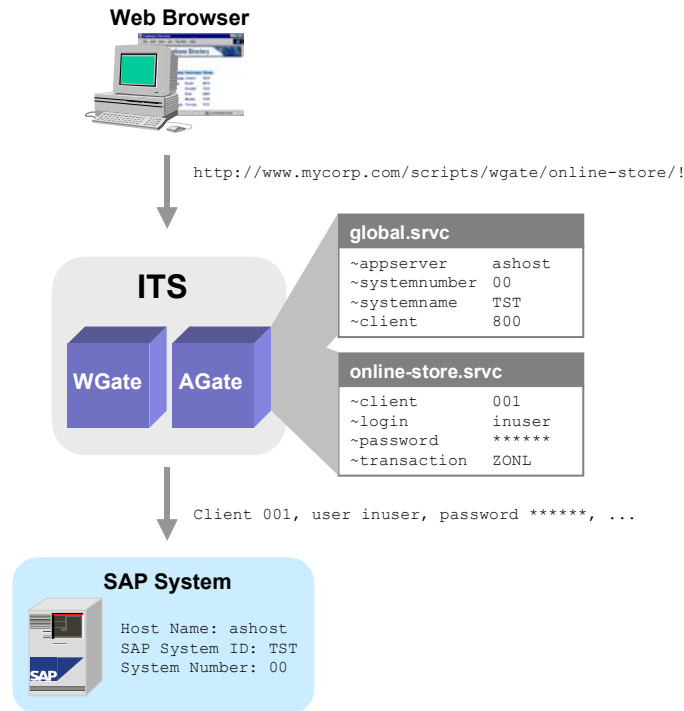 Web Browser
http://www.mycorp.com/scripts/wgate/online-store/!
global.srvc
~appserver ashost
~systemnumber 00
~systemname TST
~client 800
ITS
WGate
AGate
online-store.srvc
~client 001
~login inuser
~password ******
~transaction ZONL
Client 001, user inuser, password ******, ...
SAP System
Host Name: ashost
SAP System ID: TST
System Number: 00
SAP